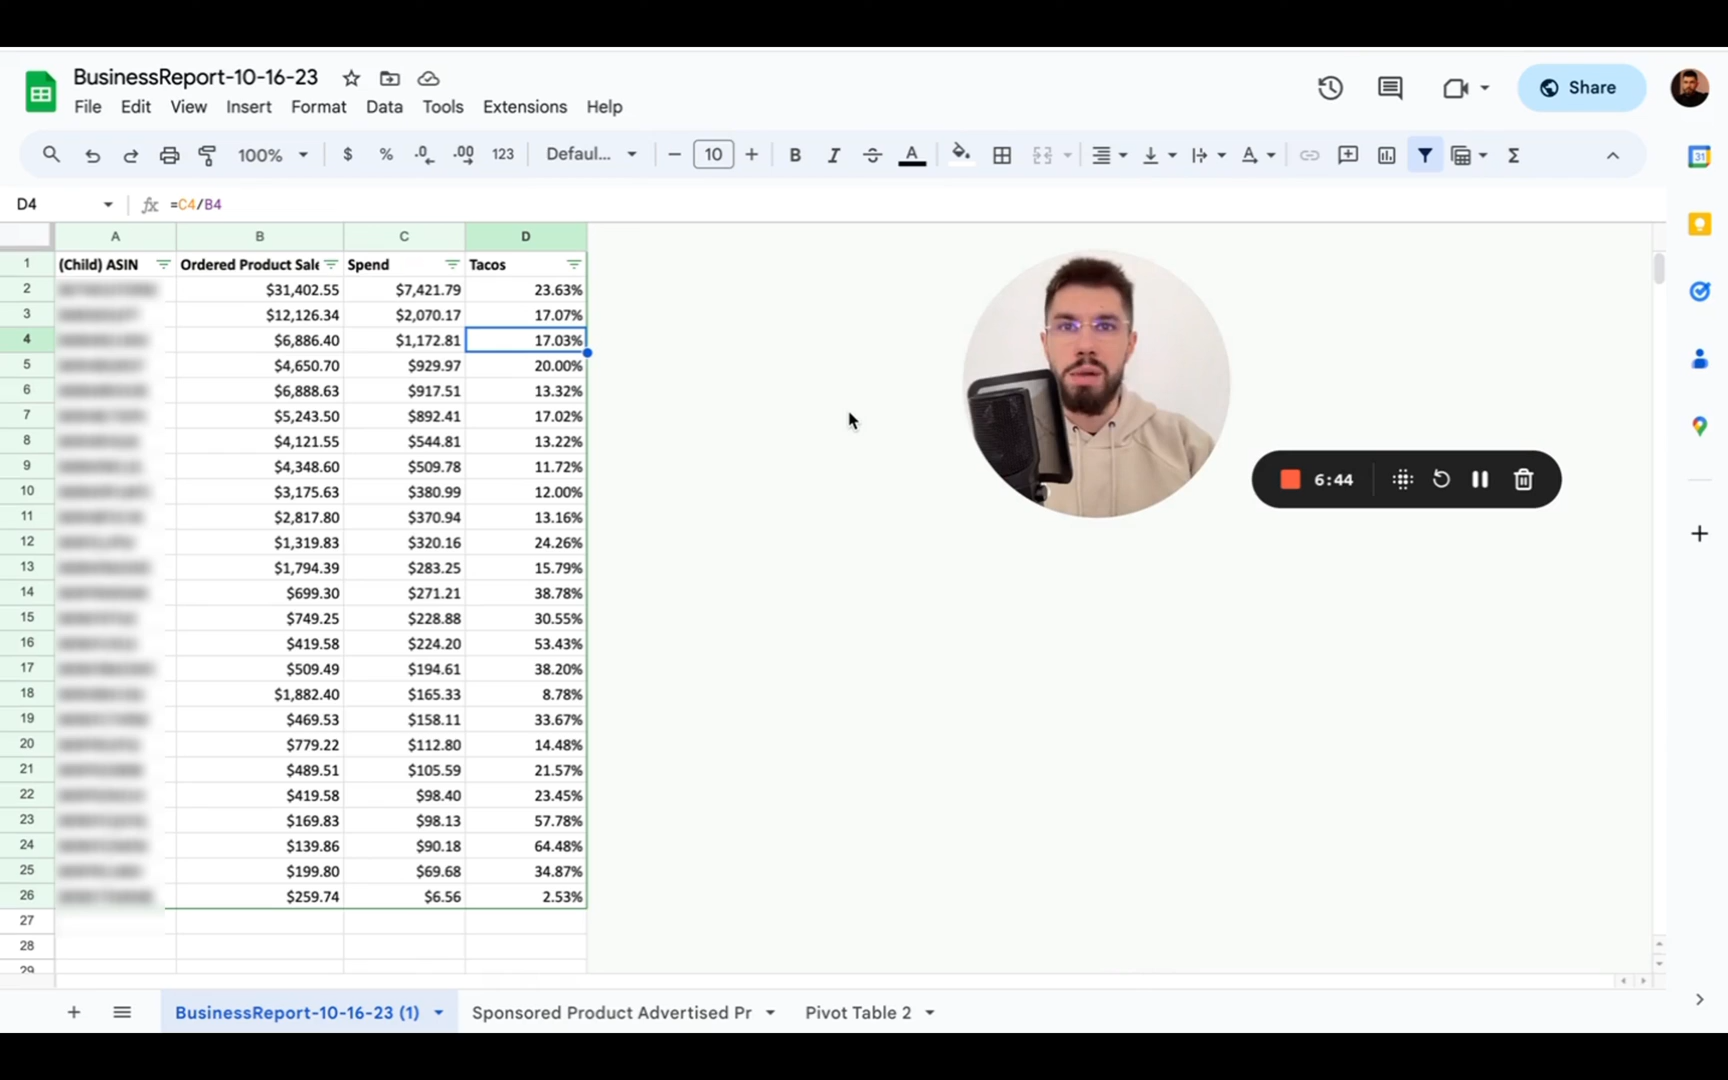 BusinessReport-10-16-23
File Edit View Insert Format Data Tools Extensions Help
Share
100% $ % .0 .00 123 Defaul... 10 B I A
31
D4 fx =C4/B4
A B C D
1 (Child) ASIN Ordered Product Sale Spend Tacos
2 $31,402.55 $7,421.79 23.63%
3 $12,126.34 $2,070.17 17.07%
4 $6,886.40 $1,172.81 17.03%
5 $4,650.70 $929.97 20.00%
6 $6,888.63 $917.51 13.32%
7 $5,243.50 $892.41 17.02%
8 $4,121.55 $544.81 13.22%
9 $4,348.60 $509.78 11.72%
10 $3,175.63 $380.99 12.00%
11 $2,817.80 $370.94 13.16%
12 $1,319.83 $320.16 24.26%
13 $1,794.39 $283.25 15.79%
14 $699.30 $271.21 38.78%
15 $749.25 $228.88 30.55%
16 $419.58 $224.20 53.43%
17 $509.49 $194.61 38.20%
18 $1,882.40 $165.33 8.78%
19 $469.53 $158.11 33.67%
20 $779.22 $112.80 14.48%
21 $489.51 $105.59 21.57%
22 $419.58 $98.40 23.45%
23 $169.83 $98.13 57.78%
24 $139.86 $90.18 64.48%
25 $199.80 $69.68 34.87%
26 $259.74 $6.56 2.53%
27
28
29
6:44
BusinessReport-10-16-23 (1) Sponsored Product Advertised Pr Pivot Table 2